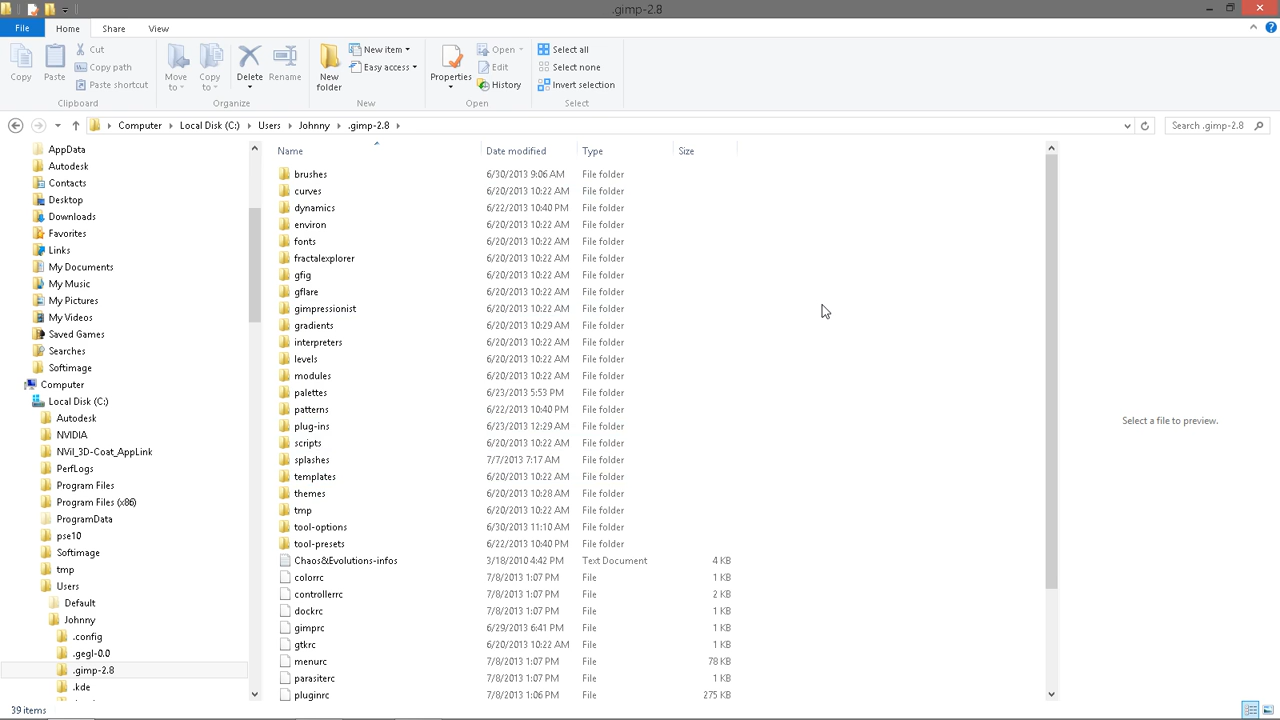 .gimp-2.8
File Home Share View
Copy Paste Cut Copy path Paste shortcut Clipboard
Move to Copy to Delete Rename Organize
New folder New item Easy access New
Properties Open Edit History Open
Select all Select none Invert selection Select
Computer Local Disk (C:) Users Johnny .gimp-2.8 Search .gimp-2.8
AppData
Autodesk
Contacts
Desktop
Downloads
Favorites
Links
My Documents
My Music
My Pictures
My Videos
Saved Games
Searches
Softimage
Computer
Local Disk (C:)
Autodesk
NVIDIA
NVil_3D-Coat_AppLink
PerfLogs
Program Files
Program Files (x86)
ProgramData
pse10
Softimage
tmp
Users
Default
Johnny
.config
.gegl-0.0
.gimp-2.8
.kde
Name Date modified Type Size
brushes 6/30/2013 9:06 AM File folder
curves 6/20/2013 10:22 AM File folder
dynamics 6/22/2013 10:40 PM File folder
environ 6/20/2013 10:22 AM File folder
fonts 6/20/2013 10:22 AM File folder
fractalexplorer 6/20/2013 10:22 AM File folder
gfig 6/20/2013 10:22 AM File folder
gflare 6/20/2013 10:22 AM File folder
gimpressionist 6/20/2013 10:22 AM File folder
gradients 6/20/2013 10:29 AM File folder
interpreters 6/20/2013 10:22 AM File folder
levels 6/20/2013 10:22 AM File folder
modules 6/20/2013 10:22 AM File folder
palettes 6/23/2013 5:53 PM File folder
patterns 6/22/2013 10:40 PM File folder
plug-ins 6/23/2013 12:29 AM File folder
scripts 6/20/2013 10:22 AM File folder
splashes 7/7/2013 7:17 AM File folder
templates 6/20/2013 10:22 AM File folder
themes 6/20/2013 10:28 AM File folder
tmp 6/20/2013 10:22 AM File folder
tool-options 6/30/2013 11:10 AM File folder
tool-presets 6/22/2013 10:40 PM File folder
Chaos&Evolutions-infos 3/18/2010 4:42 PM Text Document 4 KB
colorrc 7/8/2013 1:07 PM File 1 KB
controllerrc 7/8/2013 1:07 PM File 2 KB
dockrc 7/8/2013 1:07 PM File 1 KB
gimprc 6/29/2013 6:41 PM File 1 KB
gtkrc 6/20/2013 10:22 AM File 1 KB
menurc 7/8/2013 1:07 PM File 78 KB
parasiterc 7/8/2013 1:07 PM File 1 KB
pluginrc 7/8/2013 1:06 PM File 275 KB
Select a file to preview.
39 items